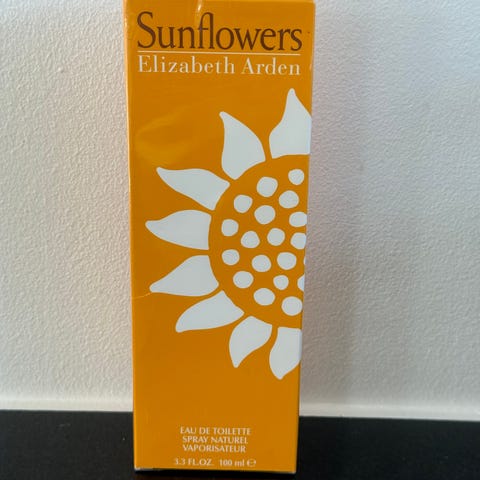 Sunflowers
Elizabeth Arden
EAU DE TOILETTE
SPRAY NATUREL
VAPORISATEUR
3.3 FL.OZ. 100 ml ℮